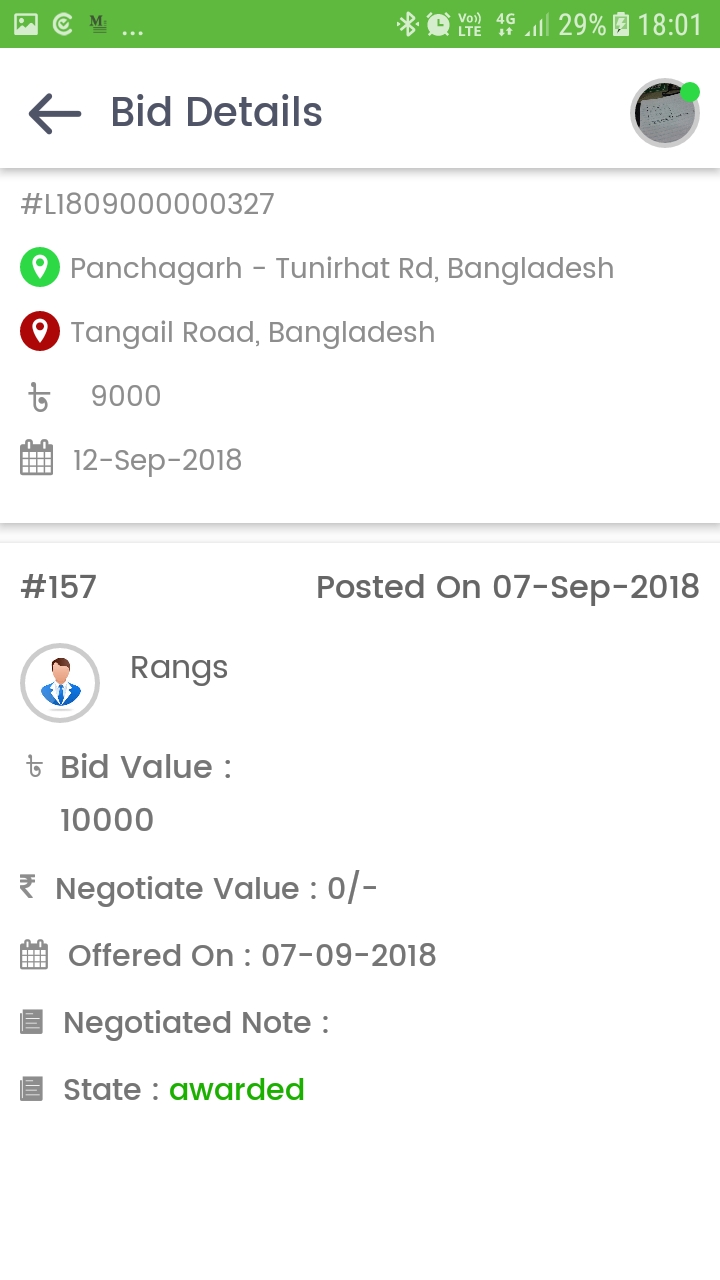 ... Vo)) LTE 4G 29% 18:01
Bid Details
#L1809000000327
Panchagarh - Tunirhat Rd, Bangladesh
Tangail Road, Bangladesh
৳ 9000
12-Sep-2018
#157 Posted On 07-Sep-2018
Rangs
৳ Bid Value :
10000
₹ Negotiate Value : 0/-
Offered On : 07-09-2018
Negotiated Note :
State : awarded